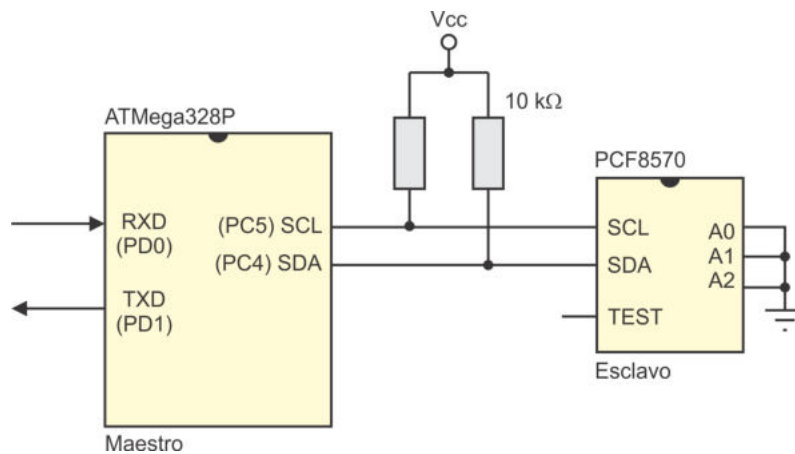 Vcc
10 kΩ
ATMega328P
RXD
(PD0)
TXD
(PD1)
(PC5) SCL
(PC4) SDA
Maestro
PCF8570
SCL
SDA
TEST
A0
A1
A2
Esclavo